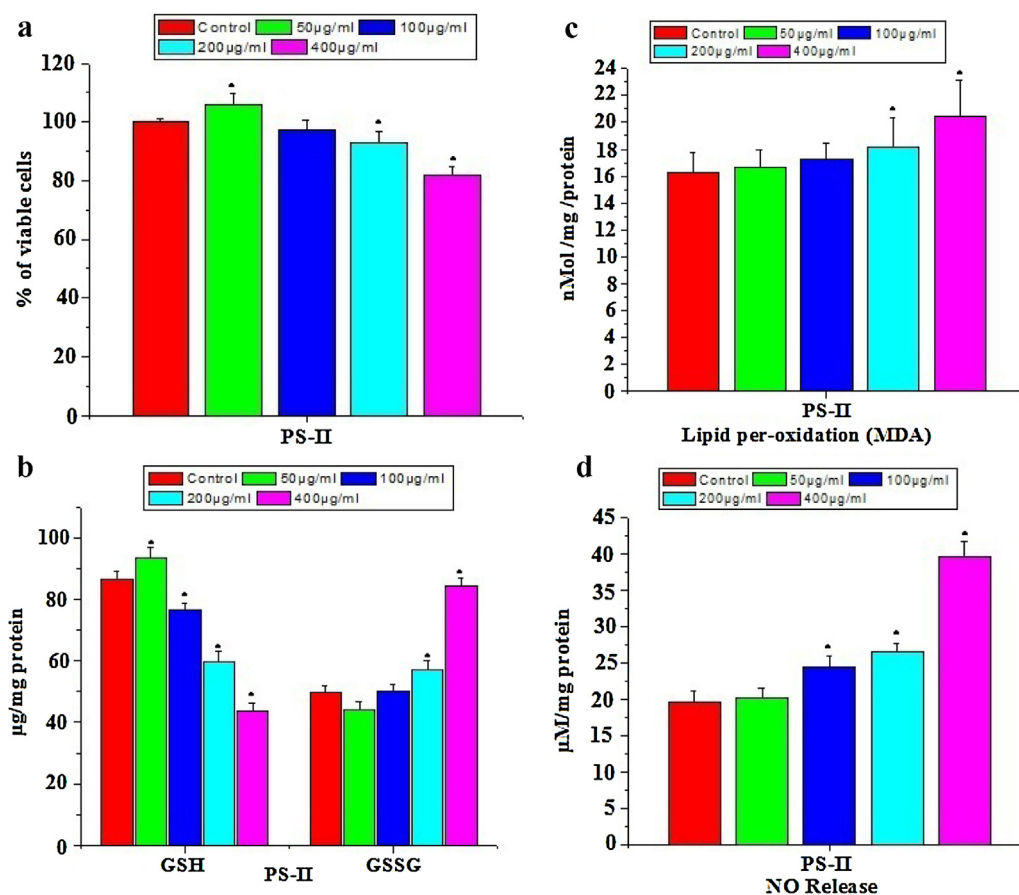 a
Control 50µg/ml 100µg/ml
200µg/ml 400µg/ml
120
100
80
60
40
20
0
% of viable cells
PS-II
b
Control 50µg/ml 100µg/ml
200µg/ml 400µg/ml
100
80
60
40
20
0
µg/mg protein
GSH PS-II GSSG
c
Control 50µg/ml 100µg/ml
200µg/ml 400µg/ml
24
22
20
18
16
14
12
10
8
6
4
2
0
nMol /mg /protein
PS-II
Lipid per-oxidation (MDA)
d
Control 50µg/ml 100µg/ml
200µg/ml 400µg/ml
45
40
35
30
25
20
15
10
5
0
µM/mg protein
PS-II
NO Release